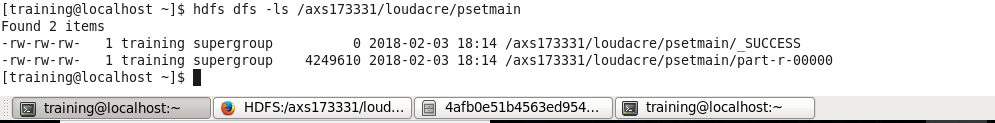 [training@localhost ~]$ hdfs dfs -ls /axs173331/loudacre/psetmain
Found 2 items
-rw-rw-rw-   1 training supergroup          0 2018-02-03 18:14 /axs173331/loudacre/psetmain/_SUCCESS
-rw-rw-rw-   1 training supergroup    4249610 2018-02-03 18:14 /axs173331/loudacre/psetmain/part-r-00000
[training@localhost ~]$
training@localhost:~ HDFS:/axs173331/loud... 4afb0e51b4563ed954... training@localhost:~